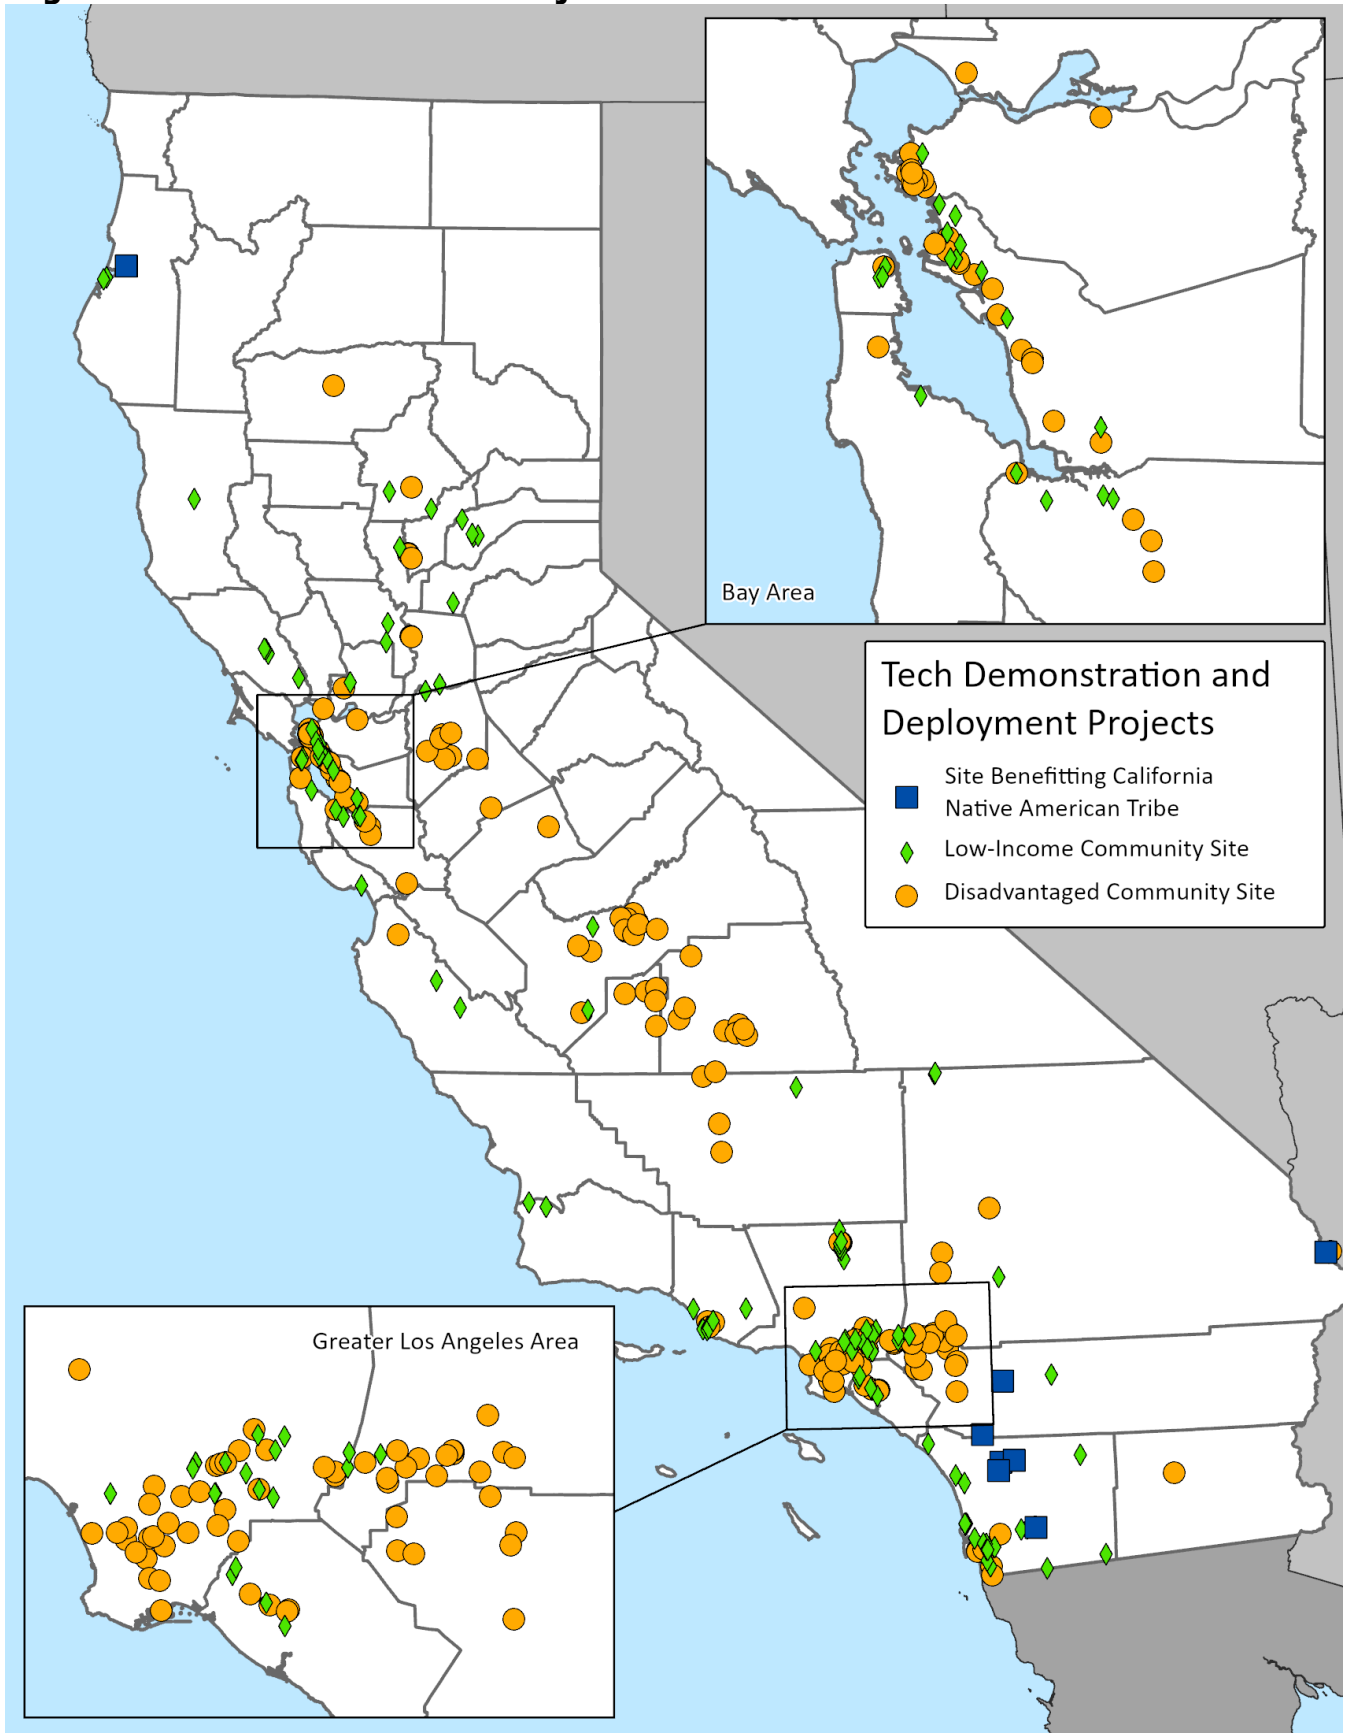 Bay Area
Tech Demonstration and
Deployment Projects
Site Benefitting California
Native American Tribe
Low-Income Community Site
Disadvantaged Community Site
Greater Los Angeles Area